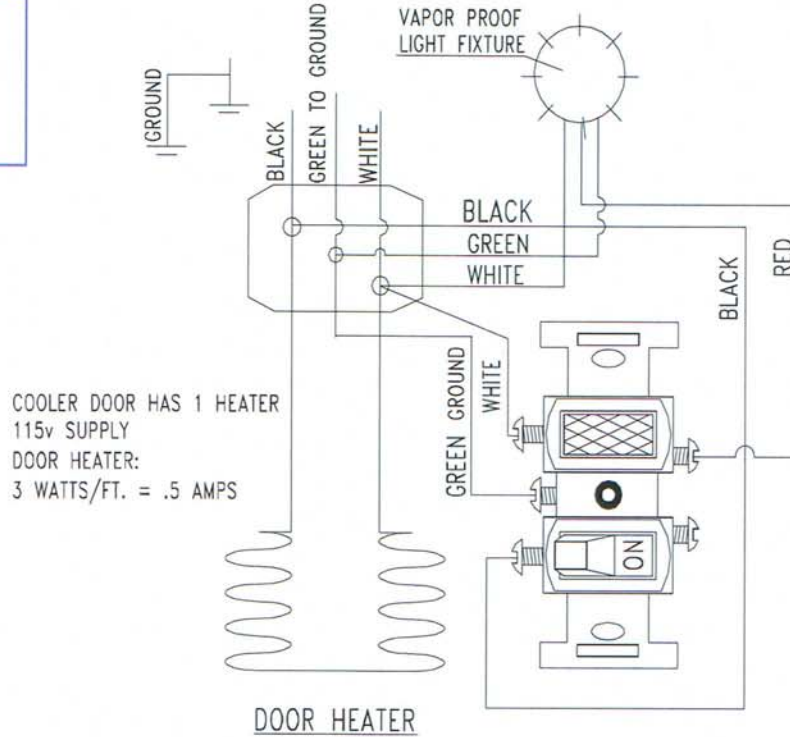 VAPOR PROOF
LIGHT FIXTURE
GROUND
BLACK
GREEN TO GROUND
WHITE
BLACK
GREEN
WHITE
BLACK
RED
GREEN GROUND
WHITE
COOLER DOOR HAS 1 HEATER
115v SUPPLY
DOOR HEATER:
3 WATTS/FT. = .5 AMPS
ON
DOOR HEATER